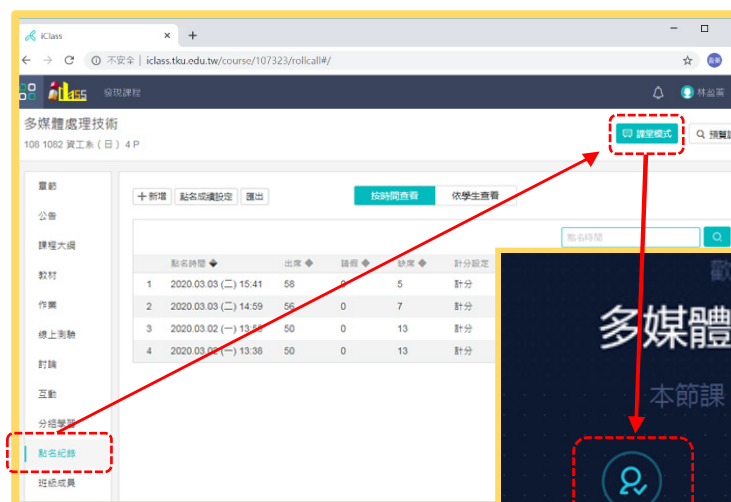 iClass
不安全 | iclass.tku.edu.tw/course/107323/rollcall#/
iClass 發現課程 林盈
多媒體處理技術
課堂模式 預覽
108 1082 資工系（日）4 P
章節
公告
課程大綱
教材
作業
線上測驗
討論
互動
分組學習
點名紀錄
班級成員
＋新增 點名成績設定 匯出 按時間查看 依學生查看
點名時間
點名時間 出席 請假 缺席 計分設定
1 2020.03.03 (二) 15:41 58 0 5 計分
2 2020.03.03 (二) 14:59 56 0 7 計分
3 2020.03.02 (一) 13:56 50 0 13 計分
4 2020.03.02 (一) 13:38 50 0 13 計分
歡
多媒體
本節課